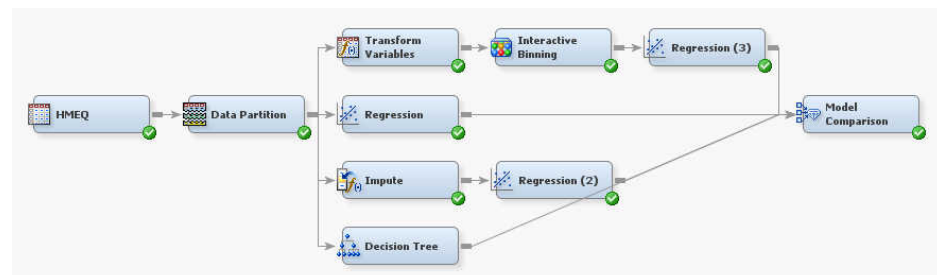 Transform
Variables
Interactive
Binning
Regression (3)
HMEQ
Data Partition
Regression
Model
Comparison
Impute
Regression (2)
Decision Tree